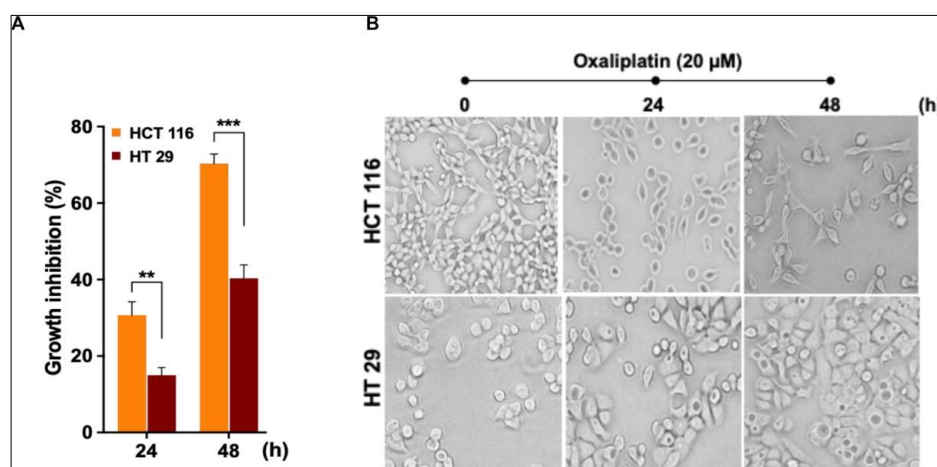 A
HCT 116
HT 29
Growth inhibition (%)
80
60
40
20
0
**
***
24
48
(h)
B
Oxaliplatin (20 µM)
0
24
48
(h
HCT 116
HT 29